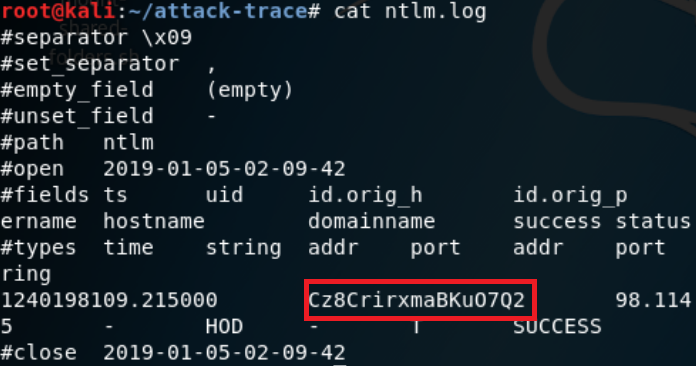 root@kali:~/attack-trace# cat ntlm.log
#separator \x09
#set_separator  ,
#empty_field    (empty)
#unset_field    -
#path   ntlm
#open   2019-01-05-02-09-42
#fields ts      uid     id.orig_h       id.orig_p
ername  hostname        domainname      success status
#types  time    string  addr    port    addr    port
ring
1240198109.215000       Cz8CrirxmaBKuO7Q2       98.114
5       -       HOD     -       T       SUCCESS
#close  2019-01-05-02-09-42